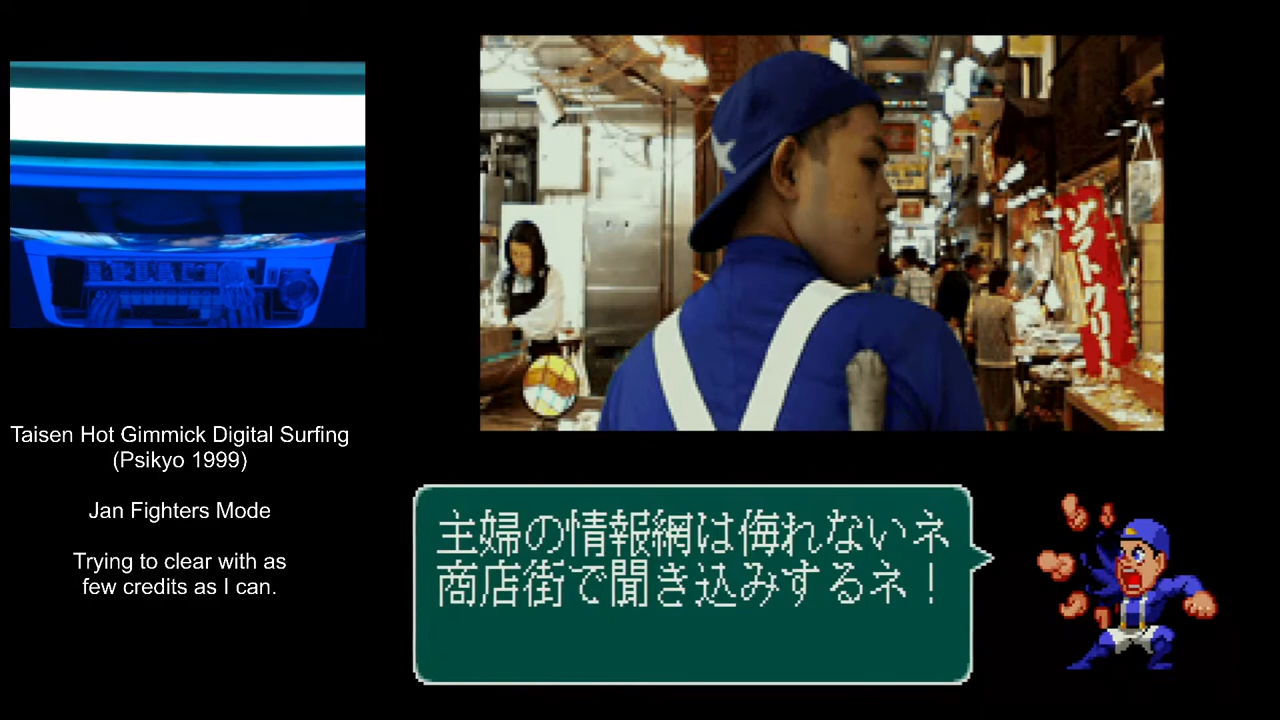 ソフトクリー
Taisen Hot Gimmick Digital Surfing
(Psikyo 1999)
Jan Fighters Mode
Trying to clear with as
few credits as I can.
主婦の情報網は侮れないネ
商店街で聞き込みするネ！